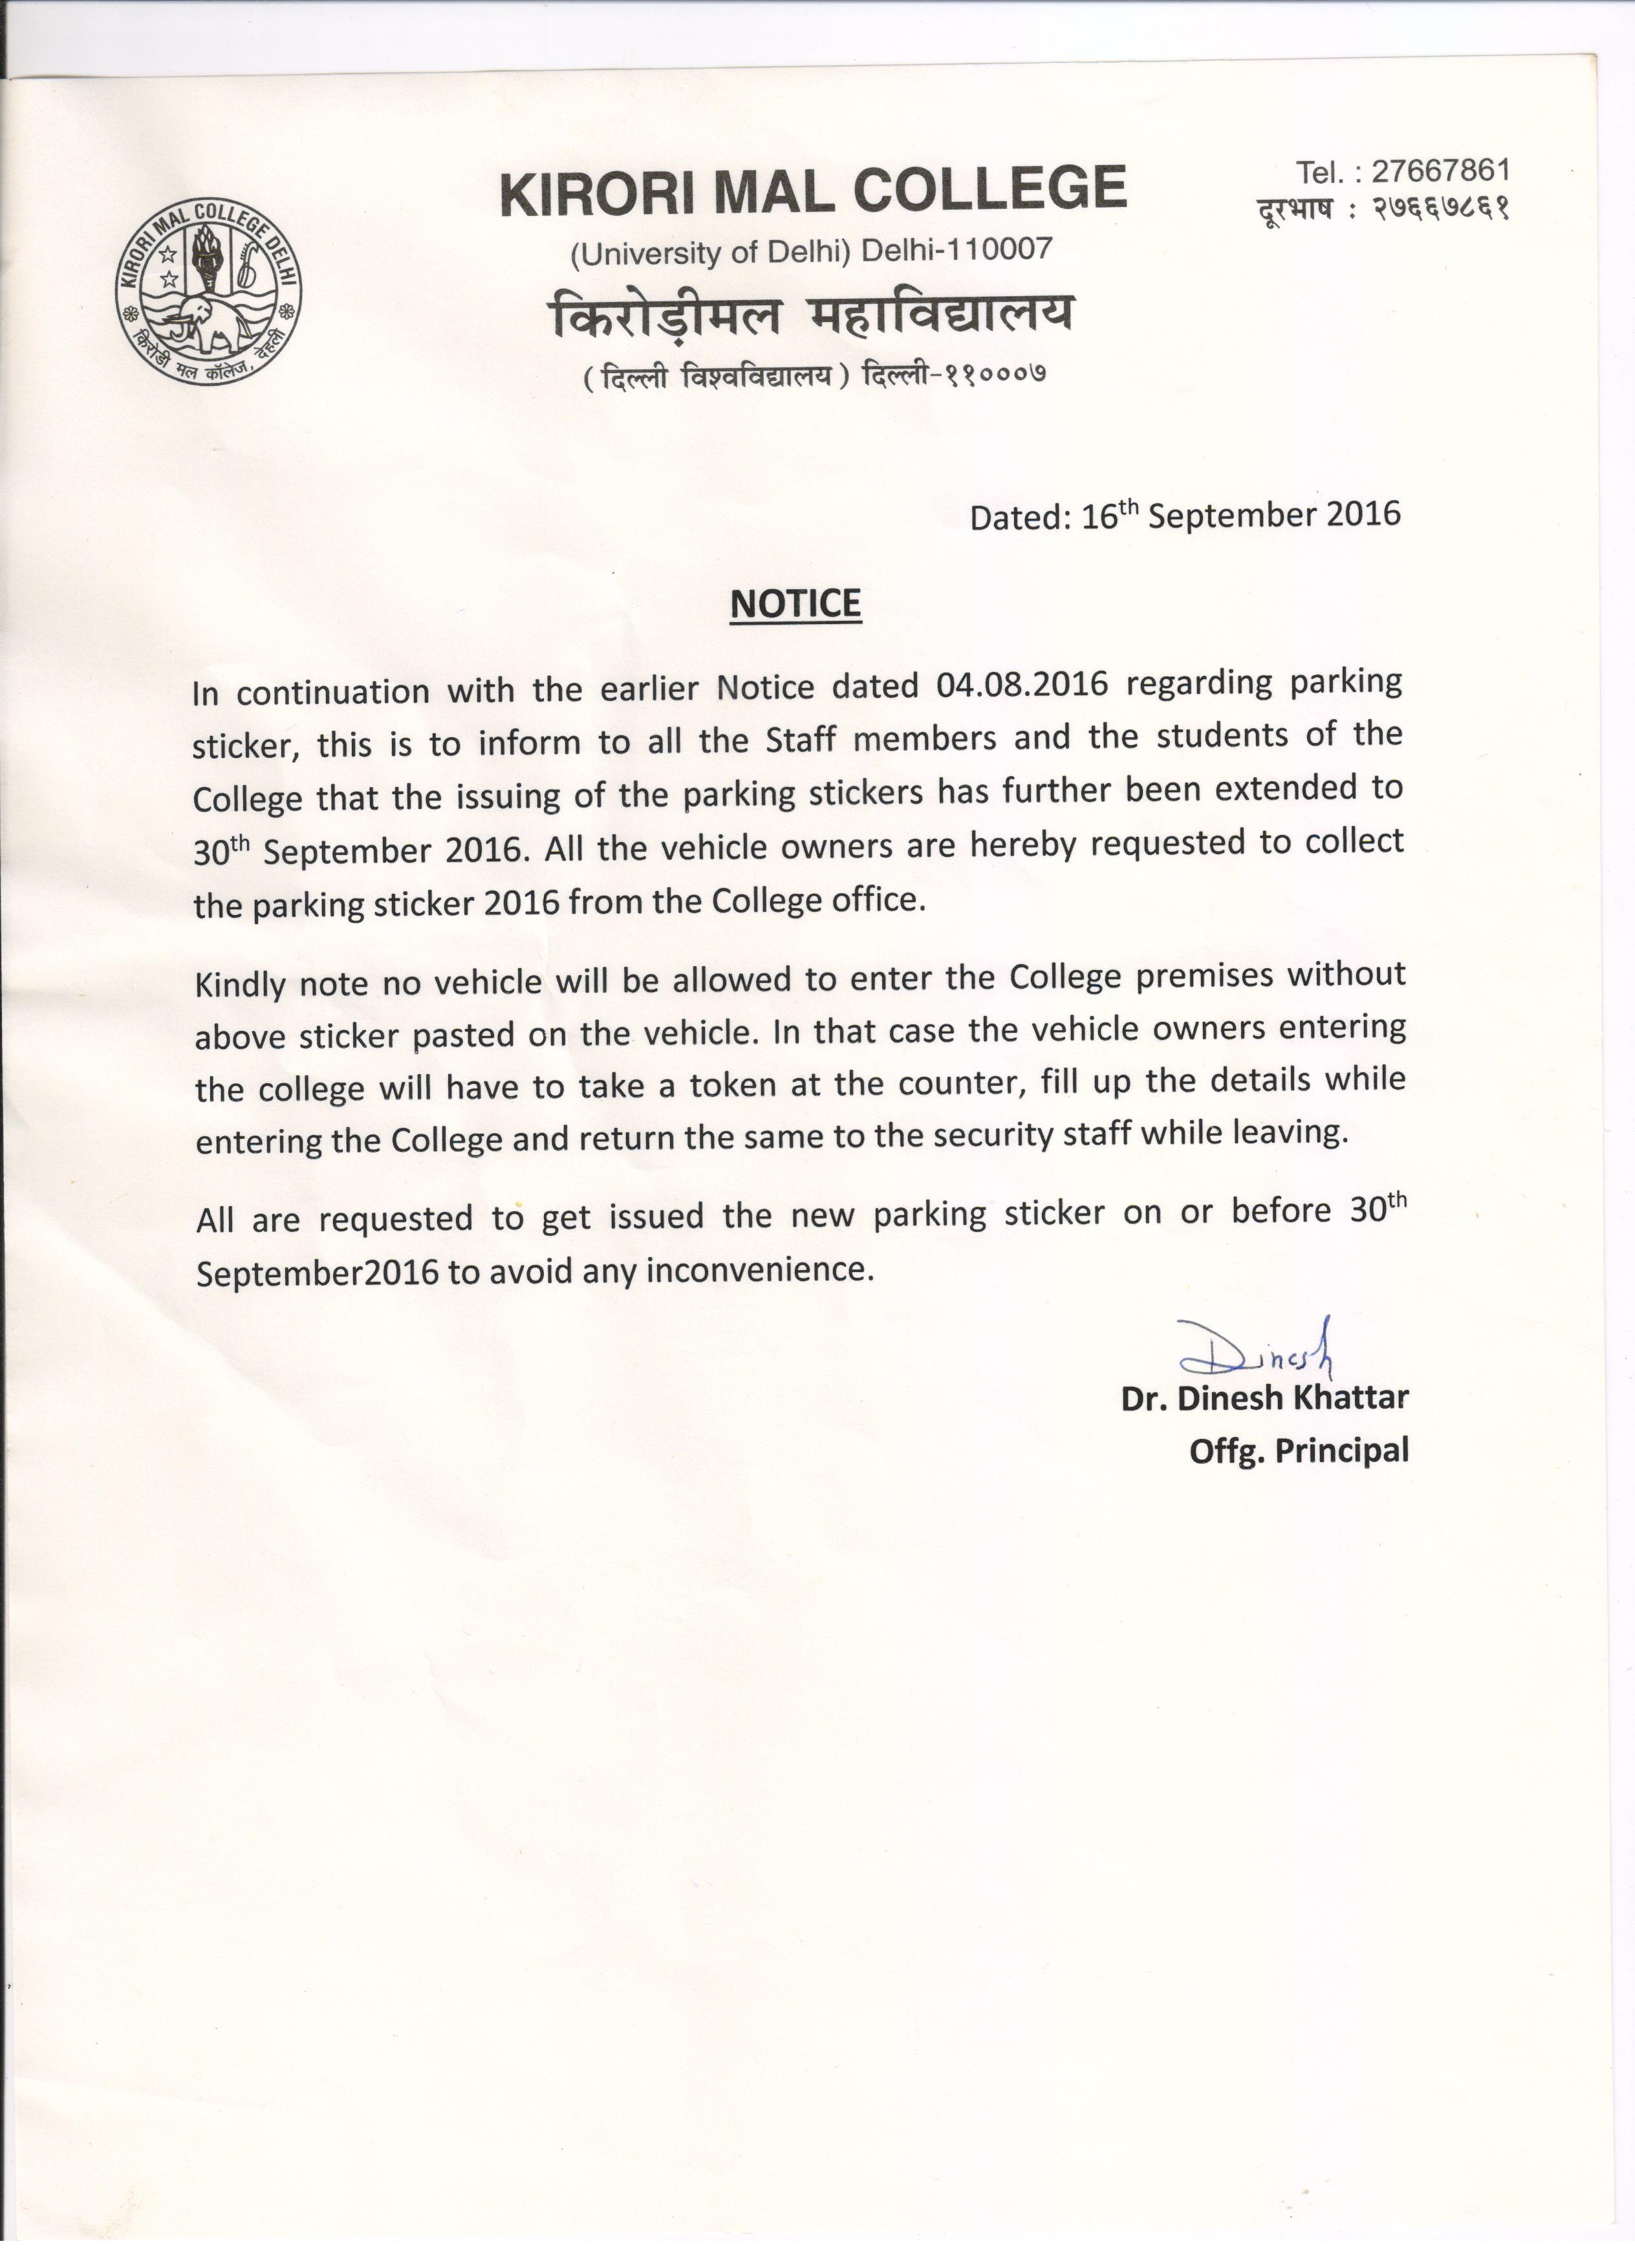 KIRORI MAL COLLEGE DELHI
किरोडी मल कॉलेज, देहली
KIRORI MAL COLLEGE
(University of Delhi) Delhi-110007
किरोड़ीमल महाविद्यालय
( दिल्ली विश्वविद्यालय ) दिल्ली-११०००७
Tel. : 27667861
दूरभाष : २७६६७८६१
Dated: 16th September 2016
NOTICE
In continuation with the earlier Notice dated 04.08.2016 regarding parking
sticker, this is to inform to all the Staff members and the students of the
College that the issuing of the parking stickers has further been extended to
30th September 2016. All the vehicle owners are hereby requested to collect
the parking sticker 2016 from the College office.
Kindly note no vehicle will be allowed to enter the College premises without
above sticker pasted on the vehicle. In that case the vehicle owners entering
the college will have to take a token at the counter, fill up the details while
entering the College and return the same to the security staff while leaving.
All are requested to get issued the new parking sticker on or before 30th
September2016 to avoid any inconvenience.
Dinesh
Dr. Dinesh Khattar
Offg. Principal